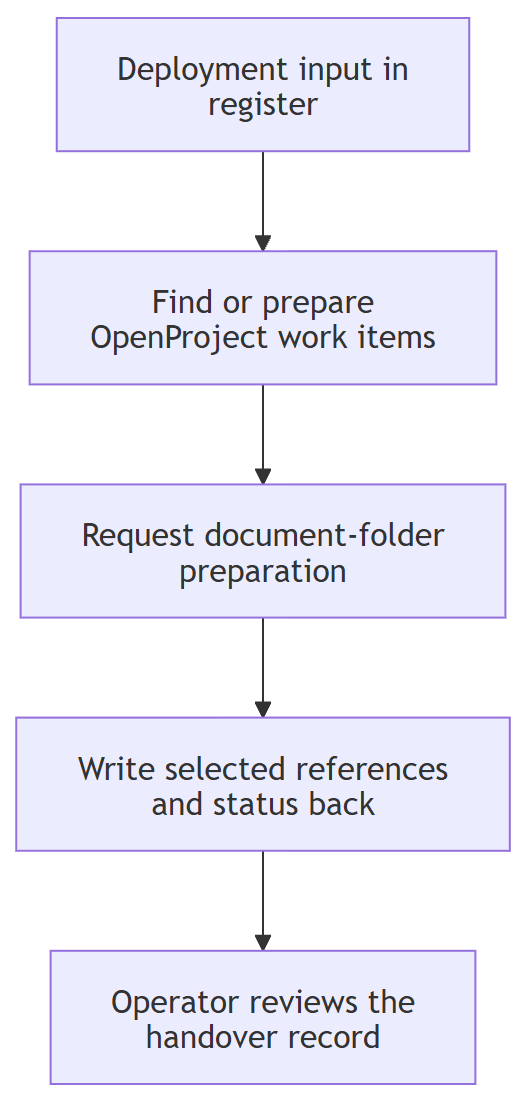 Deployment input in
register
Find or prepare
OpenProject work items
Request document-folder
preparation
Write selected references
and status back
Operator reviews the
handover record